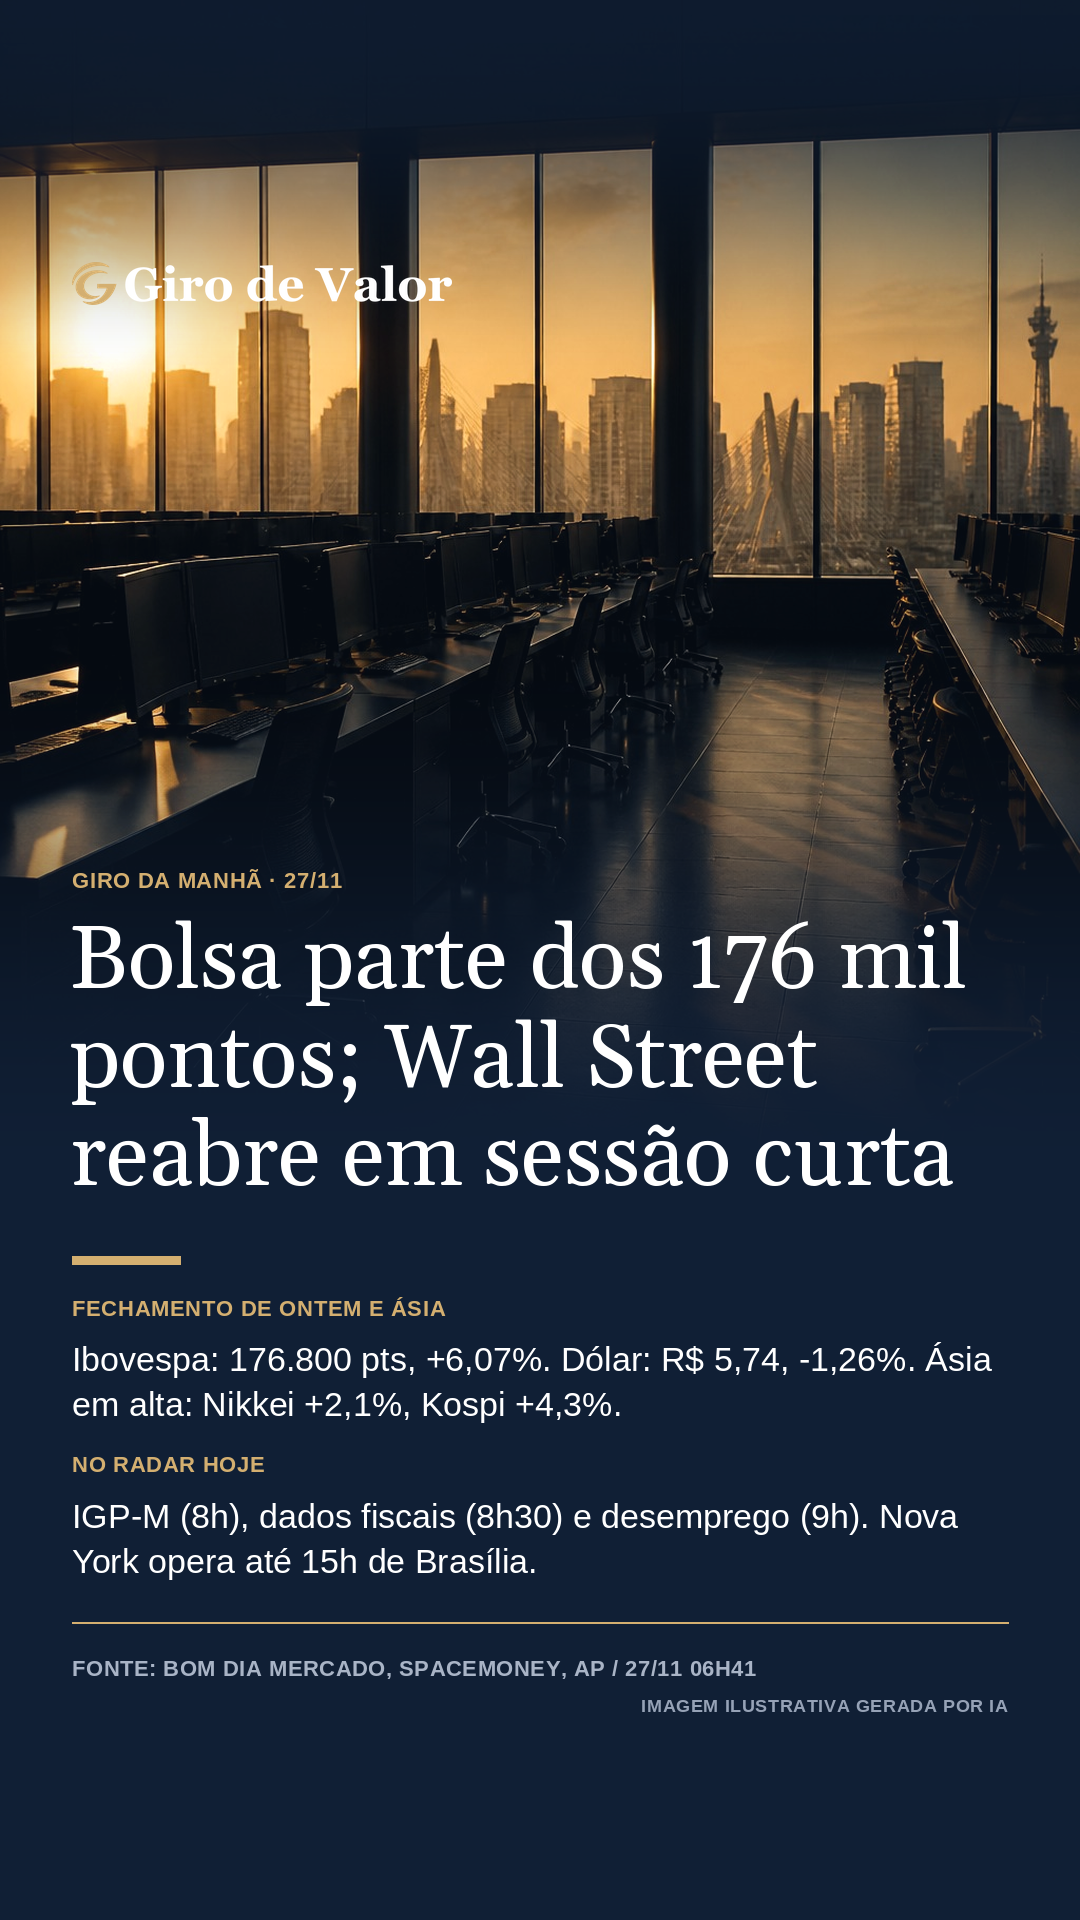 Giro de Valor
GIRO DA MANHÃ · 27/11
Bolsa parte dos 176 mil
pontos; Wall Street
reabre em sessão curta
FECHAMENTO DE ONTEM E ÁSIA
Ibovespa: 176.800 pts, +6,07%. Dólar: R$ 5,74, -1,26%. Ásia
em alta: Nikkei +2,1%, Kospi +4,3%.
NO RADAR HOJE
IGP-M (8h), dados fiscais (8h30) e desemprego (9h). Nova
York opera até 15h de Brasília.
FONTE: BOM DIA MERCADO, SPACEMONEY, AP / 27/11 06H41
IMAGEM ILUSTRATIVA GERADA POR IA